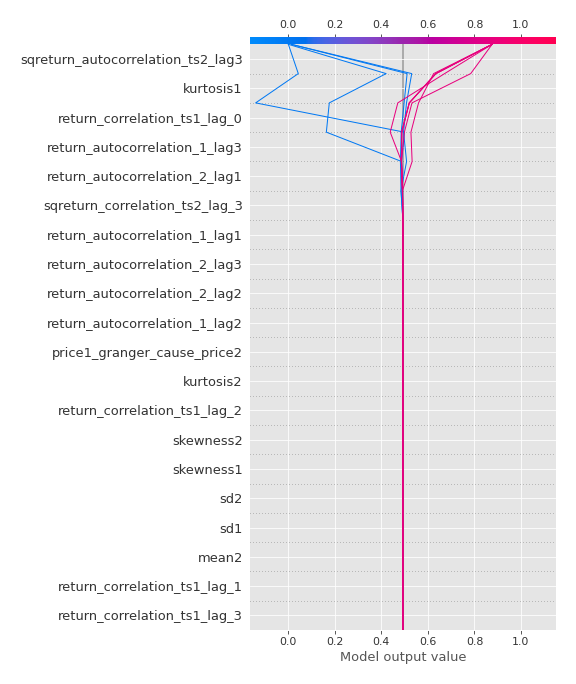 0.0 0.2 0.4 0.6 0.8 1.0
sqreturn_autocorrelation_ts2_lag3
kurtosis1
return_correlation_ts1_lag_0
return_autocorrelation_1_lag3
return_autocorrelation_2_lag1
sqreturn_correlation_ts2_lag_3
return_autocorrelation_1_lag1
return_autocorrelation_2_lag3
return_autocorrelation_2_lag2
return_autocorrelation_1_lag2
price1_granger_cause_price2
kurtosis2
return_correlation_ts1_lag_2
skewness2
skewness1
sd2
sd1
mean2
return_correlation_ts1_lag_1
return_correlation_ts1_lag_3
0.0 0.2 0.4 0.6 0.8 1.0
Model output value